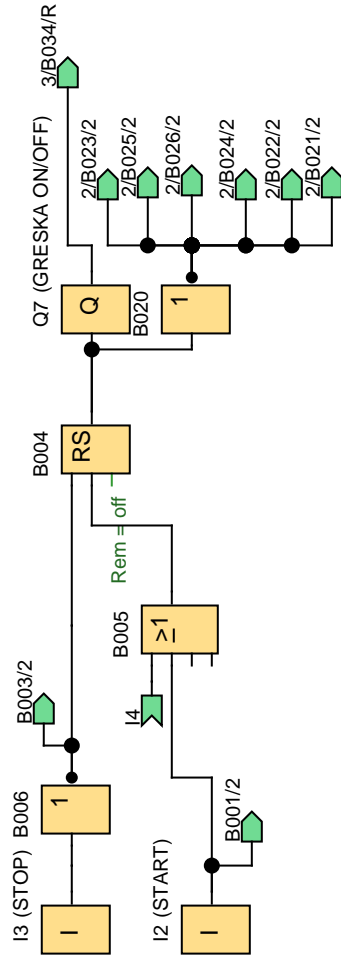 I3 (STOP)
I
B006
1
B003/2
I2 (START)
I
B001/2
I4
B005
≥1
Rem = off
B004
RS
Q7 (GRESKA ON/OFF)
Q
B020
1
3/B034/R
2/B023/2
2/B025/2
2/B026/2
2/B024/2
2/B022/2
2/B021/2